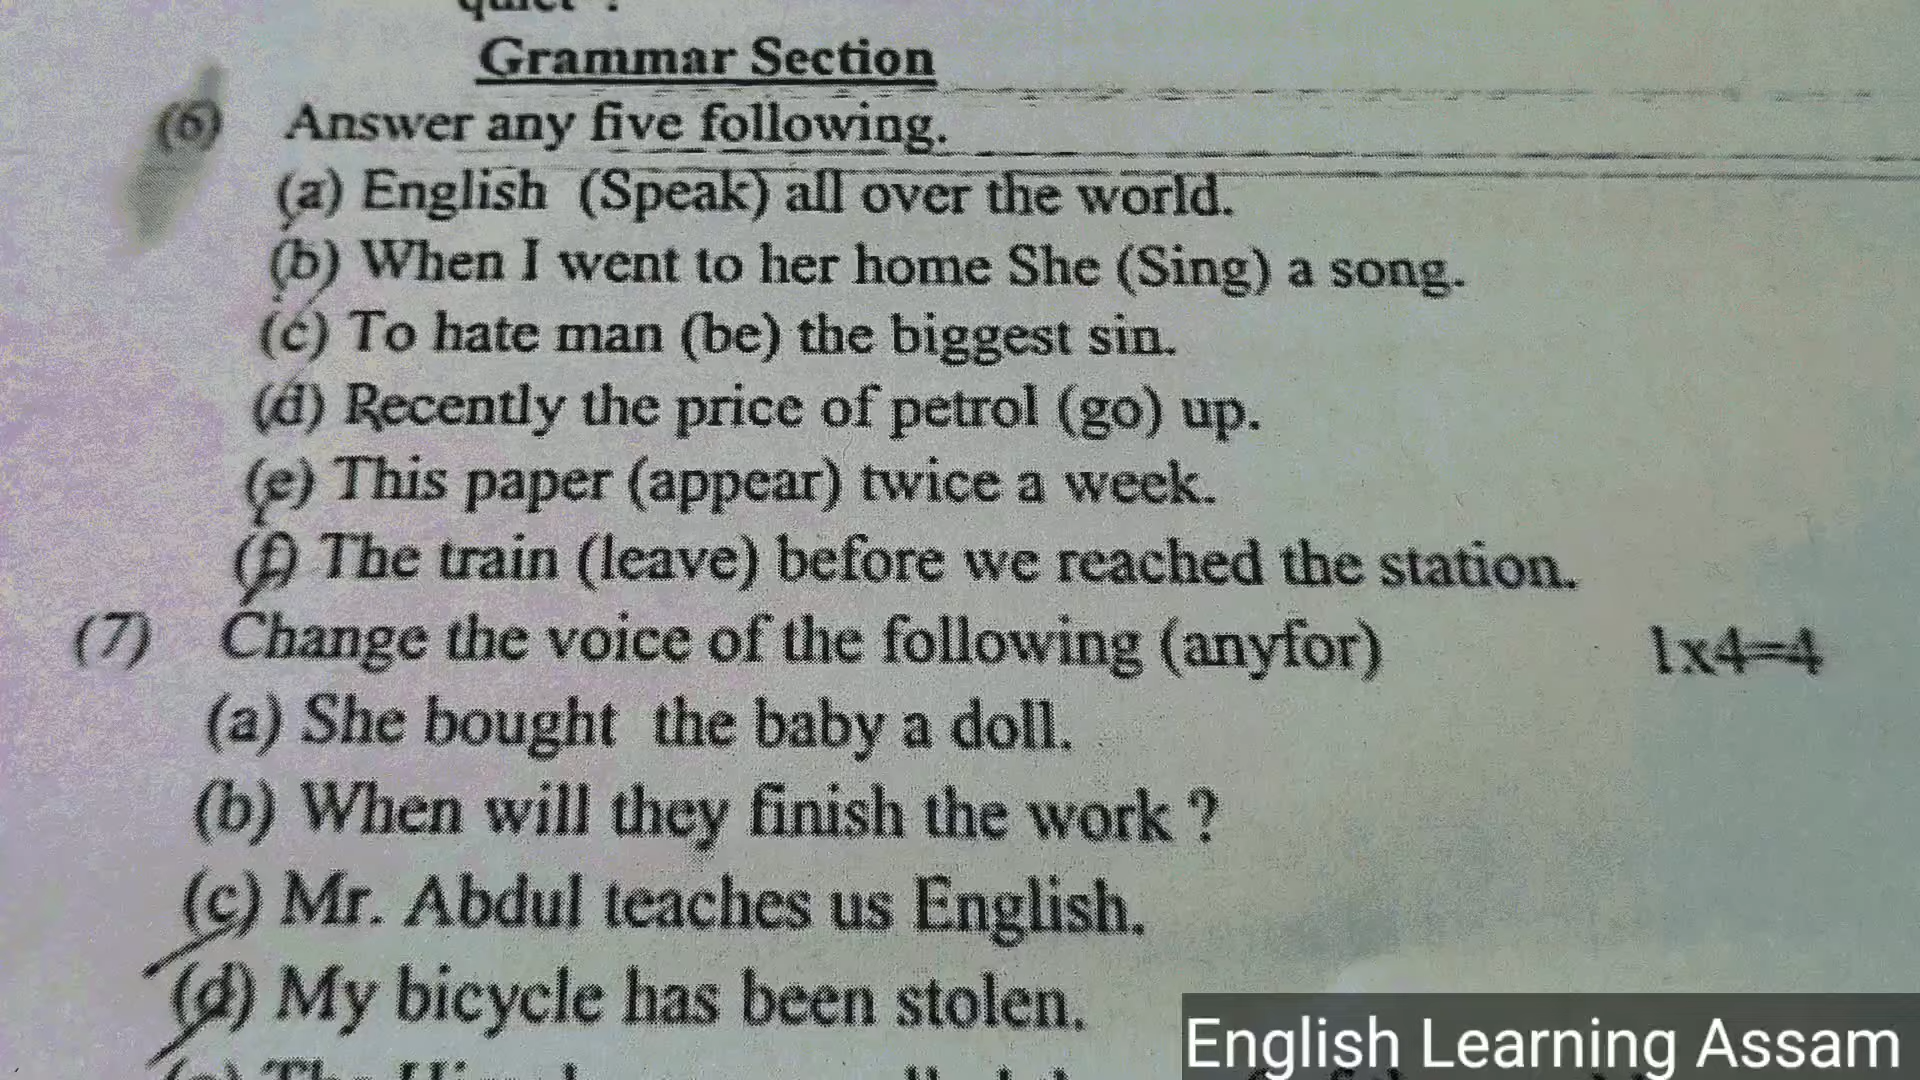 quiet ?
Grammar Section
(6) Answer any five following.
(a) English (Speak) all over the world.
(b) When I went to her home She (Sing) a song.
(c) To hate man (be) the biggest sin.
(d) Recently the price of petrol (go) up.
(e) This paper (appear) twice a week.
(f) The train (leave) before we reached the station.
(7) Change the voice of the following (anyfor) 1x4=4
(a) She bought the baby a doll.
(b) When will they finish the work ?
(c) Mr. Abdul teaches us English.
(d) My bicycle has been stolen.
English Learning Assam